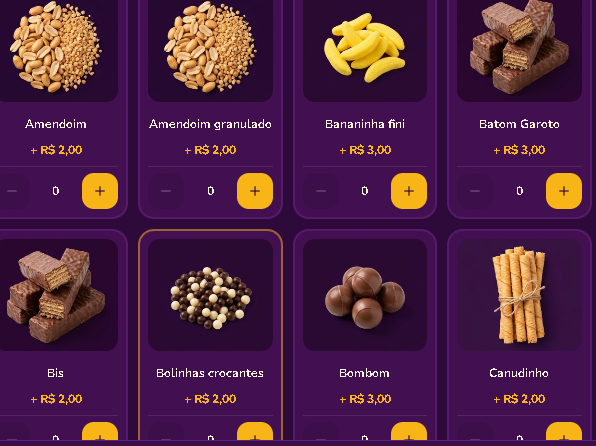 Amendoim
Amendoim granulado
Bananinha fini
Batom Garoto
+ R$ 2,00
+ R$ 2,00
+ R$ 3,00
+ R$ 3,00
− 0 +
− 0 +
− 0 +
− 0 +
Bis
Bolinhas crocantes
Bombom
Canudinho
+ R$ 2,00
+ R$ 2,00
+ R$ 3,00
+ R$ 2,00